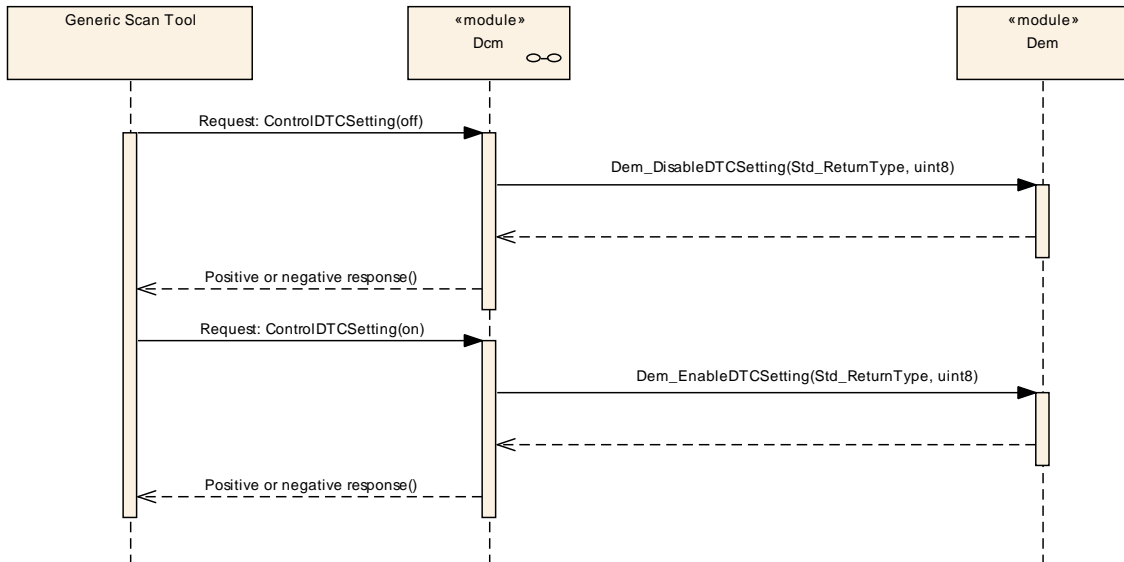 Generic Scan Tool
«module»
Dcm
«module»
Dem
Request: ControlDTCSetting(off)
Dem_DisableDTCSetting(Std_ReturnType, uint8)
Positive or negative response()
Request: ControlDTCSetting(on)
Dem_EnableDTCSetting(Std_ReturnType, uint8)
Positive or negative response()